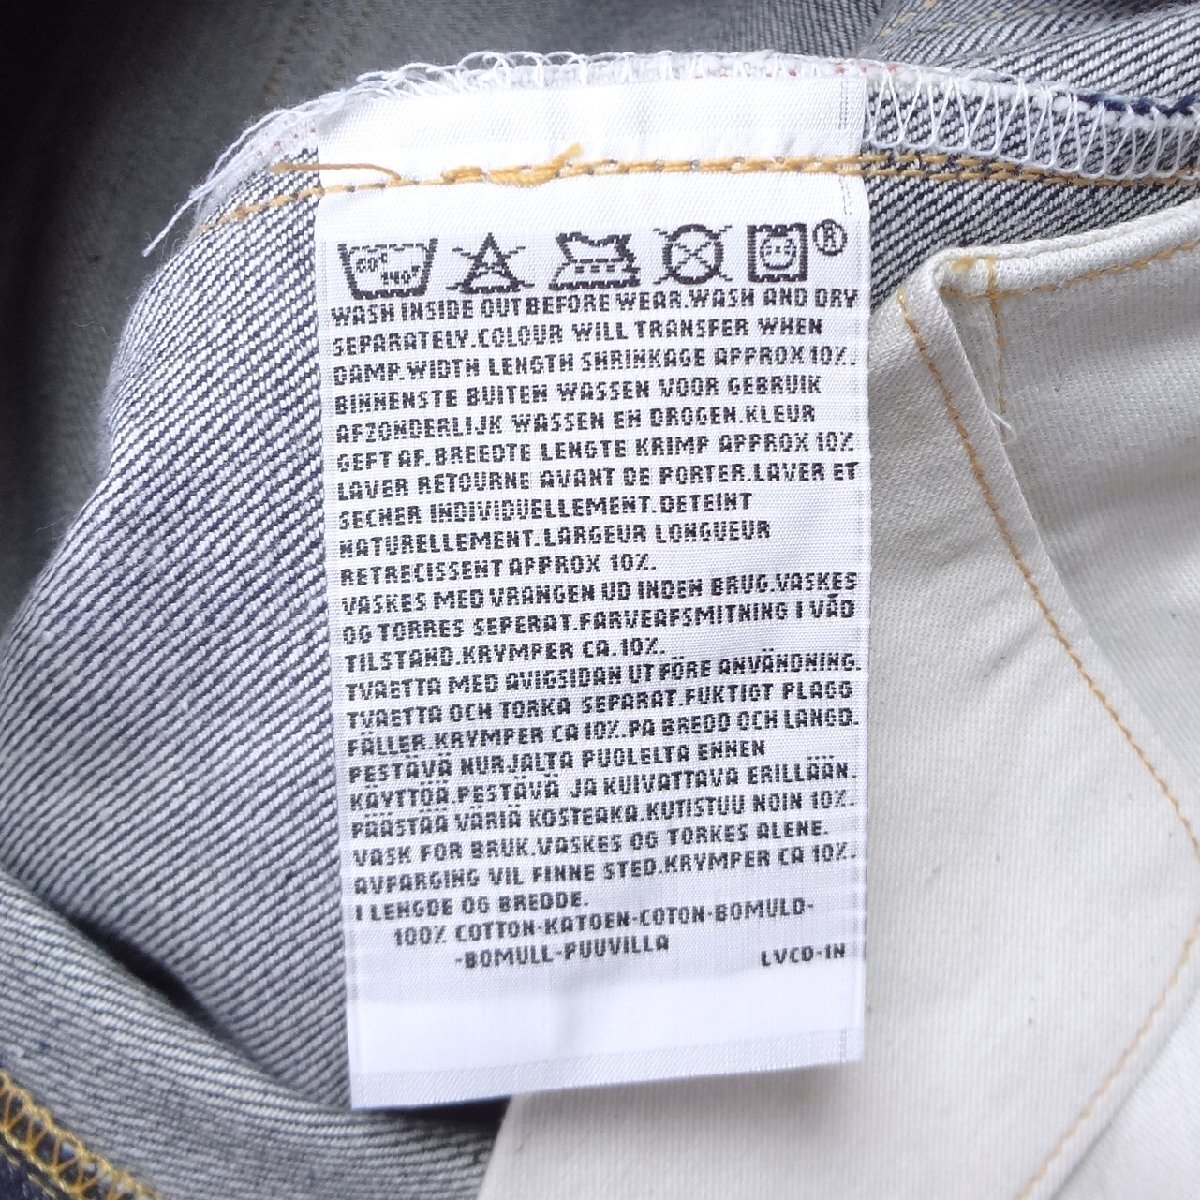 60°C 140°F ®
WASH INSIDE OUT BEFORE WEAR.WASH AND DRY
SEPARATELY.COLOUR WILL TRANSFER WHEN
DAMP.WIDTH LENGTH SHRINKAGE APPROX 10%.
BINNENSTE BUITEN WASSEN VOOR GEBRUIK
AFZONDERLIJK WASSEN EN DROGEN.KLEUR
GEFT AF.BREEDTE LENGTE KRIMP APPROX 10%
LAVER RETOURNE AVANT DE PORTER.LAVER ET
SECHER INDIVIDUELLEMENT.DETEINT
NATURELLEMENT.LARGEUR LONGUEUR
RETRECISSENT APPROX 10%.
VASKES MED VRANGEN UD INDEN BRUG.VASKES
OG TORRES SEPERAT.FARVEAFSMITNING I VÅD
TILSTAND.KRYMPER CA.10%.
TVAETTA MED AVIGSIDAN UT FÖRE ANVÄNDNING.
TVAETTA OCH TORKA SEPARAT.FUKTIGT PLAGG
FÄLLER.KRYMPER CA 10%.PA BREDD OCH LANGD.
PESTÄVÄ NURJALTA PUOLELTA ENNEN
KÄYTTÖÄ.PESTÄVÄ JA KUIVATTAVA ERILLÄÄN.
PÄÄSTÄÄ VÄRIÄ KOSTEAKA.KUTISTUU NOIN 10%.
VASK FOR BRUK.VASKES OG TORKES ALENE.
AVFARGING VIL FINNE STED.KRYMPER CA 10%.
I LENGDE OG BREDDE.
100% COTTON-KATOEN-COTON-BOMULD-
-BOMULL-PUUVILLA
LVCD-1N